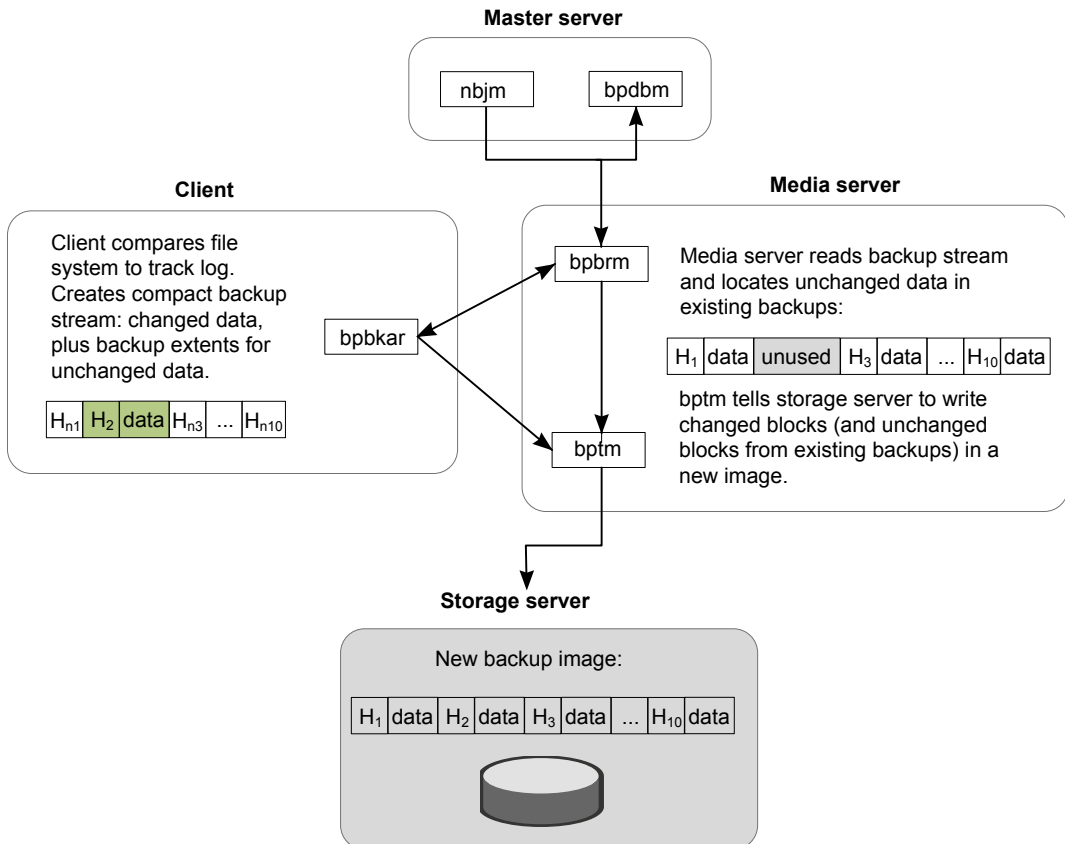 Master server
nbjm
bpdbm
Client
Client compares file
system to track log.
Creates compact backup
stream: changed data,
plus backup extents for
unchanged data.
Hn1 H2 data Hn3 ... Hn10
bpbkar
Media server
bpbrm
bptm
Media server reads backup stream
and locates unchanged data in
existing backups:
H1 data unused H3 data ... H10 data
bptm tells storage server to write
changed blocks (and unchanged
blocks from existing backups) in a
new image.
Storage server
New backup image:
H1 data H2 data H3 data ... H10 data